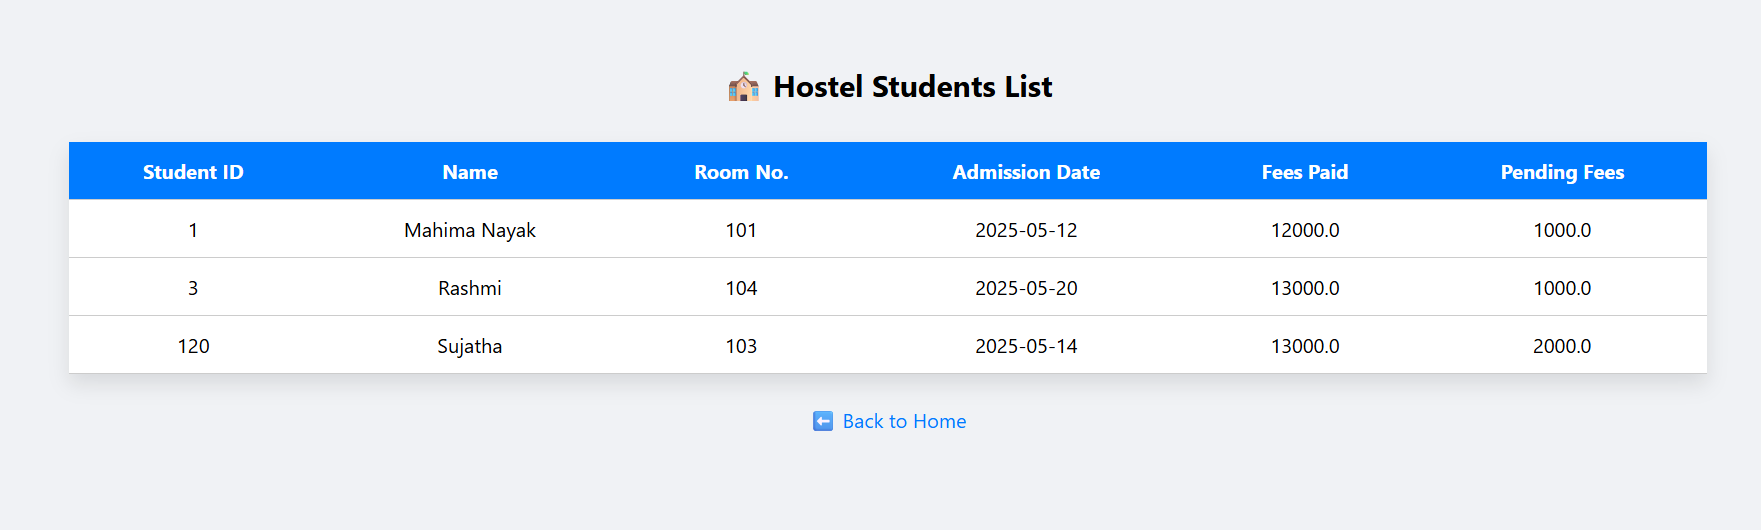 Hostel Students List
Student ID Name Room No. Admission Date Fees Paid Pending Fees
1 Mahima Nayak 101 2025-05-12 12000.0 1000.0
3 Rashmi 104 2025-05-20 13000.0 1000.0
120 Sujatha 103 2025-05-14 13000.0 2000.0
Back to Home